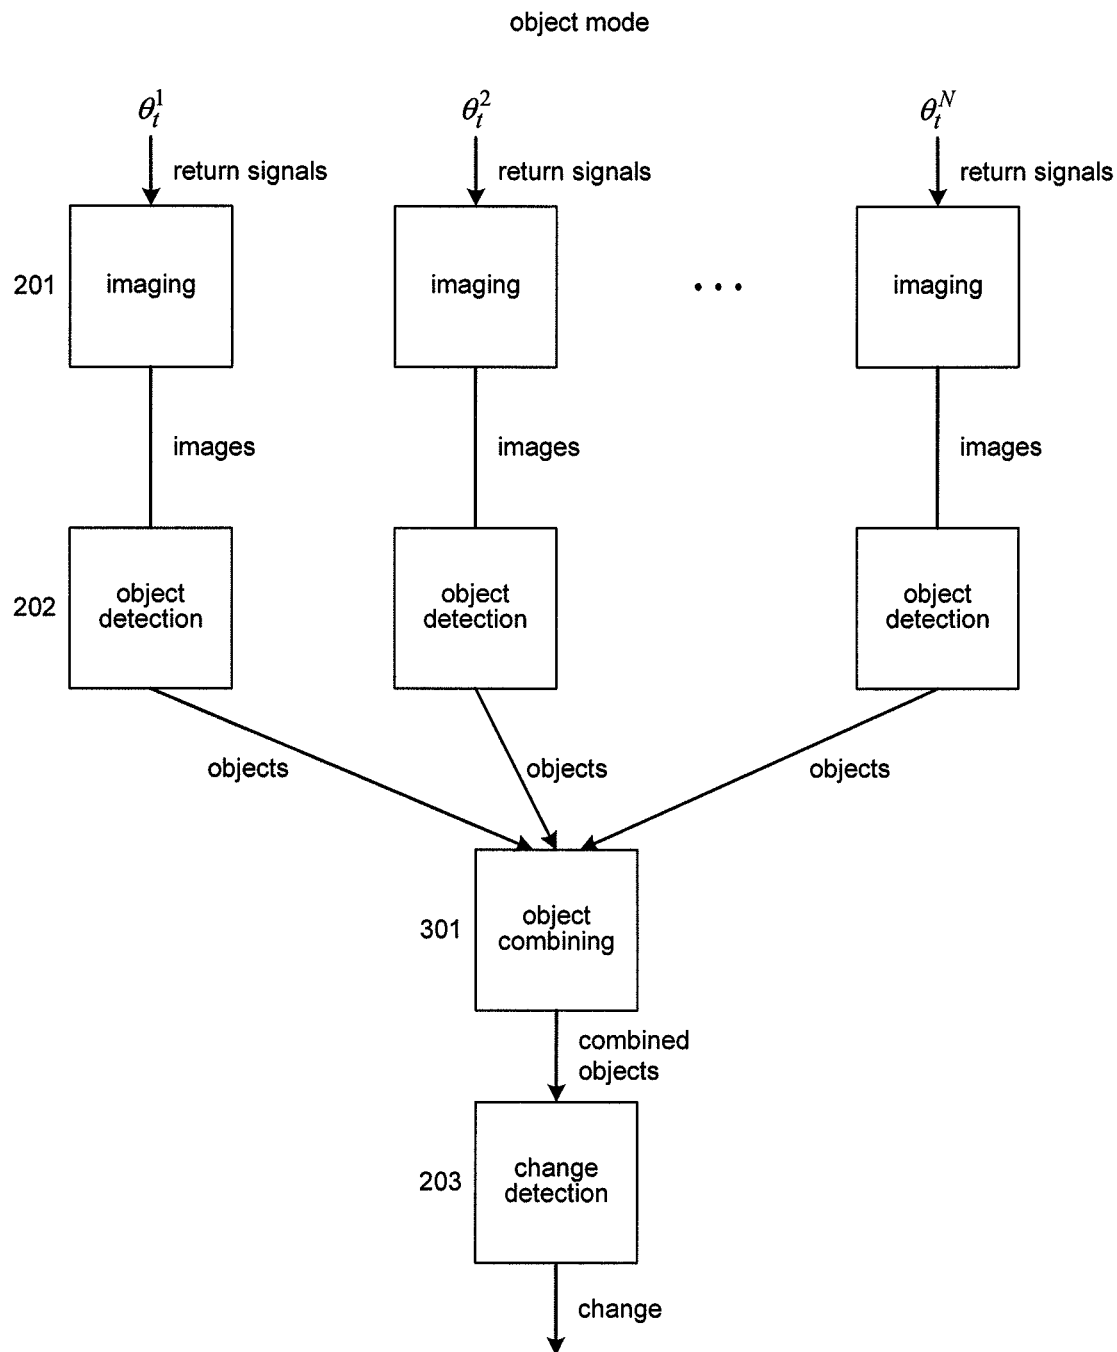 object mode
θ_t^1 θ_t^2 θ_t^N
return signals return signals return signals
201 imaging imaging • • • imaging
images images images
202 object detection object detection object detection
objects objects objects
301 object
combining
combined
objects
203 change
detection
change